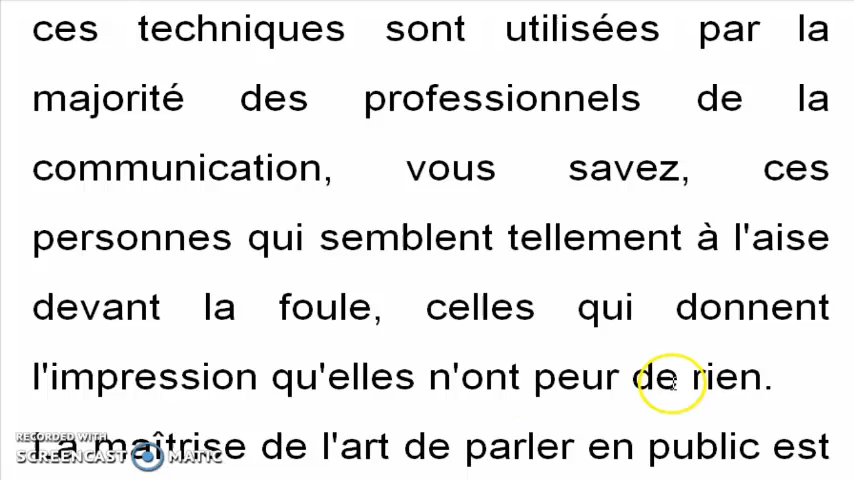 ces techniques sont utilisées par la
majorité des professionnels de la
communication, vous savez, ces
personnes qui semblent tellement à l'aise
devant la foule, celles qui donnent
l'impression qu'elles n'ont peur de rien.
La maîtrise de l'art de parler en public est
RECORDED WITH
SCREENCAST MATIC